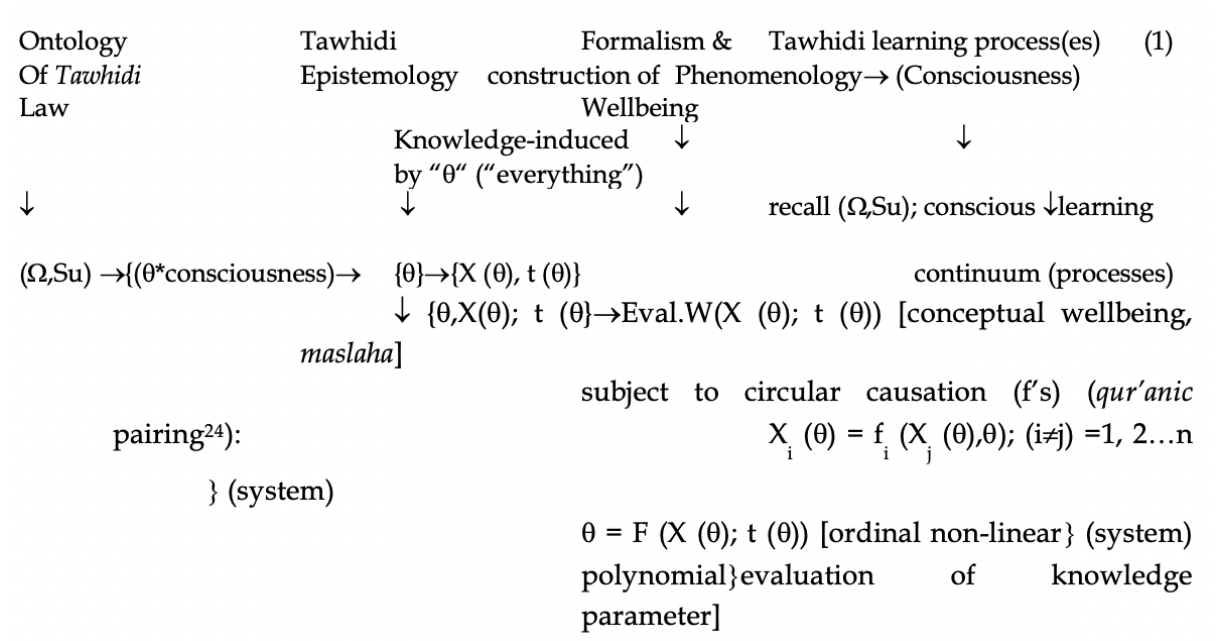 Ontology Tawhidi Formalism & Tawhidi learning process(es) (1)
Of Tawhidi Epistemology construction of Phenomenology→ (Consciousness)
Law Wellbeing
Knowledge-induced ↓ ↓
by “θ“ (“everything”)
↓ ↓ ↓ recall (Ω,Su); conscious ↓learning
(Ω,Su) →{(θ*consciousness)→ {θ}→{X (θ), t (θ)} continuum (processes)
↓ {θ,X(θ); t (θ}→Eval.W(X (θ); t (θ)) [conceptual wellbeing,
maslaha]
subject to circular causation (f’s) (qur’anic
pairing²⁴): Xᵢ (θ) = fᵢ (Xⱼ (θ),θ); (i≠j) =1, 2…n
} (system)
θ = F (X (θ); t (θ)) [ordinal non-linear} (system)
polynomial}evaluation of knowledge
parameter]